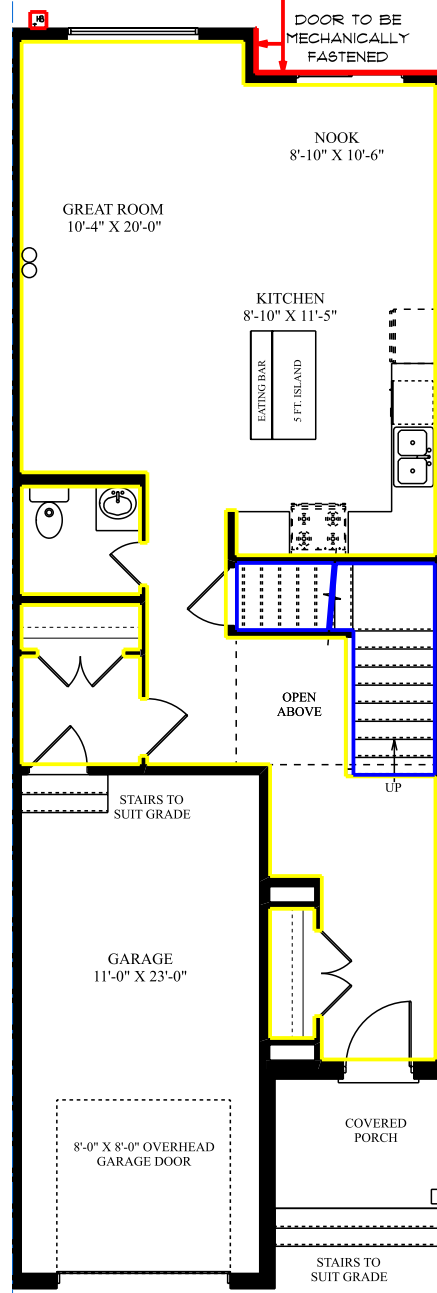 HB
DOOR TO BE
MECHANICALLY
FASTENED
NOOK
8'-10" X 10'-6"
GREAT ROOM
10'-4" X 20'-0"
KITCHEN
8'-10" X 11'-5"
EATING BAR
5 FT. ISLAND
OPEN
ABOVE
UP
STAIRS TO
SUIT GRADE
GARAGE
11'-0" X 23'-0"
COVERED
PORCH
8'-0" X 8'-0" OVERHEAD
GARAGE DOOR
STAIRS TO
SUIT GRADE